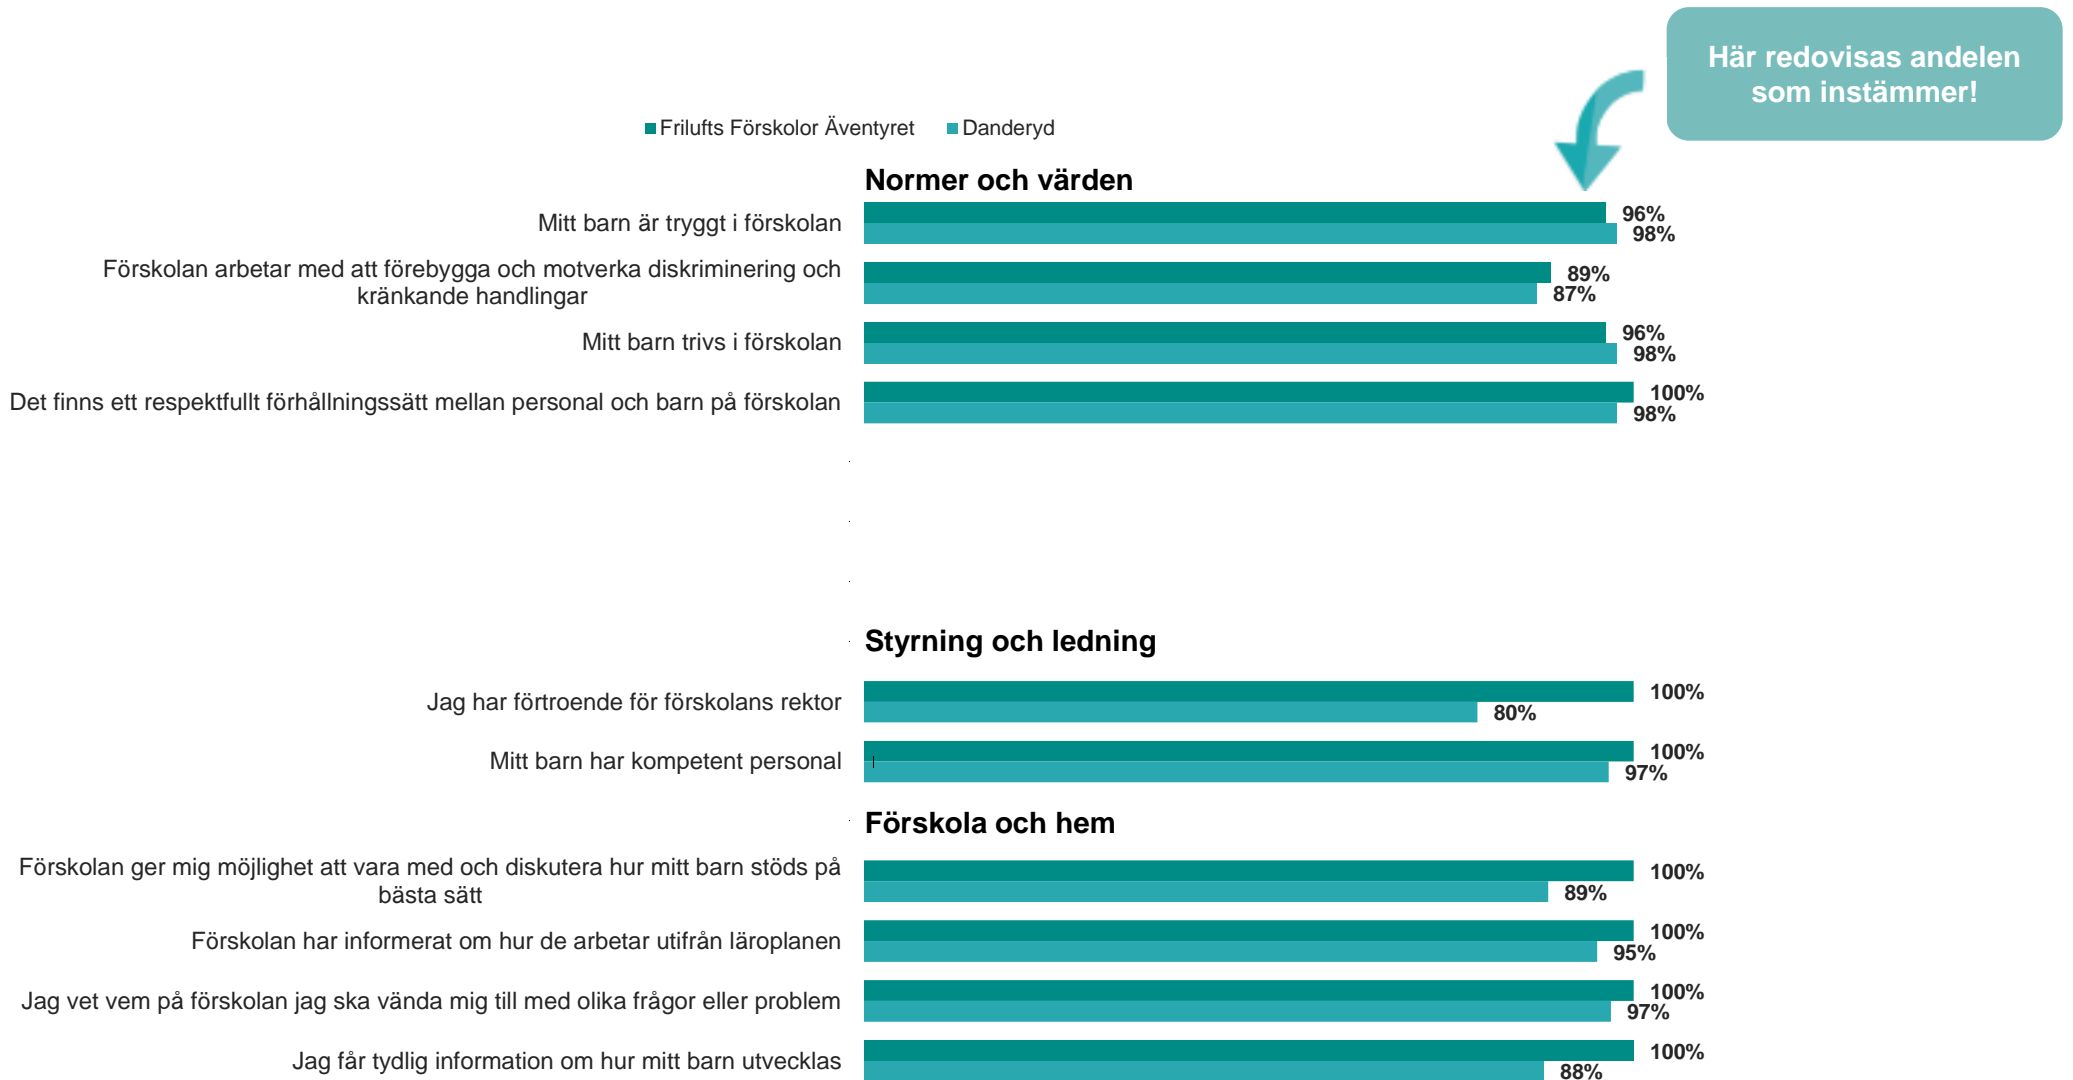 Här redovisas andelen
som instämmer!
Frilufts Förskolor Äventyret
Danderyd
Normer och värden
Mitt barn är tryggt i förskolan
96%
98%
Förskolan arbetar med att förebygga och motverka diskriminering och
kränkande handlingar
89%
87%
Mitt barn trivs i förskolan
96%
98%
Det finns ett respektfullt förhållningssätt mellan personal och barn på förskolan
100%
98%
Styrning och ledning
Jag har förtroende för förskolans rektor
100%
80%
Mitt barn har kompetent personal
100%
97%
Förskola och hem
Förskolan ger mig möjlighet att vara med och diskutera hur mitt barn stöds på
bästa sätt
100%
89%
Förskolan har informerat om hur de arbetar utifrån läroplanen
100%
95%
Jag vet vem på förskolan jag ska vända mig till med olika frågor eller problem
100%
97%
Jag får tydlig information om hur mitt barn utvecklas
100%
88%